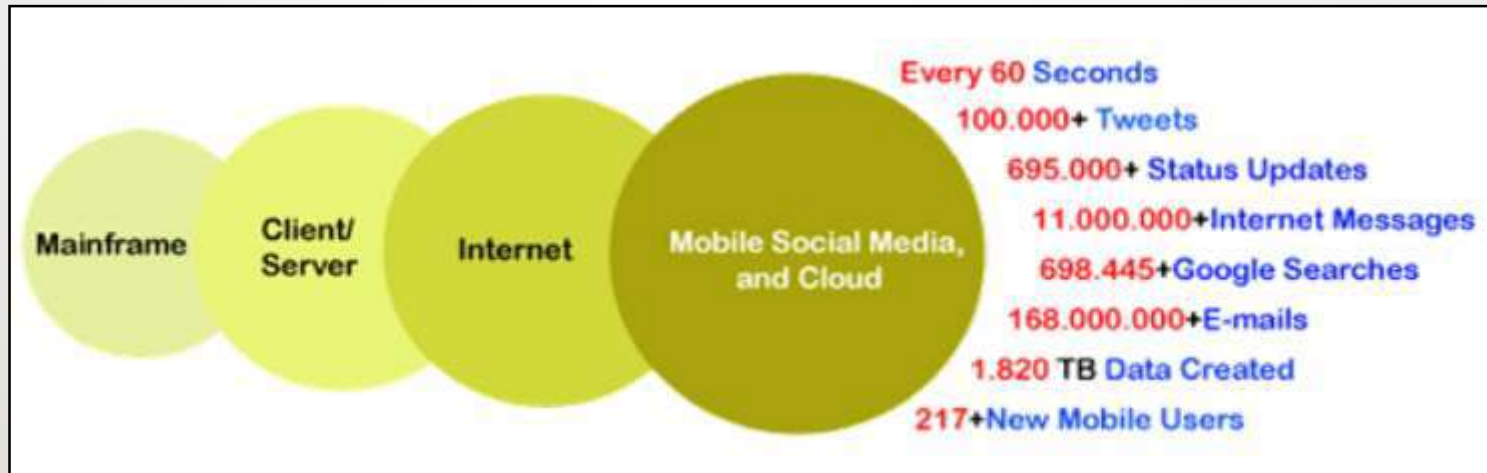 Mainframe
Client/
Server
Internet
Mobile Social Media,
and Cloud
Every 60 Seconds
100.000+ Tweets
695.000+ Status Updates
11.000.000+Internet Messages
698.445+Google Searches
168.000.000+E-mails
1.820 TB Data Created
217+New Mobile Users